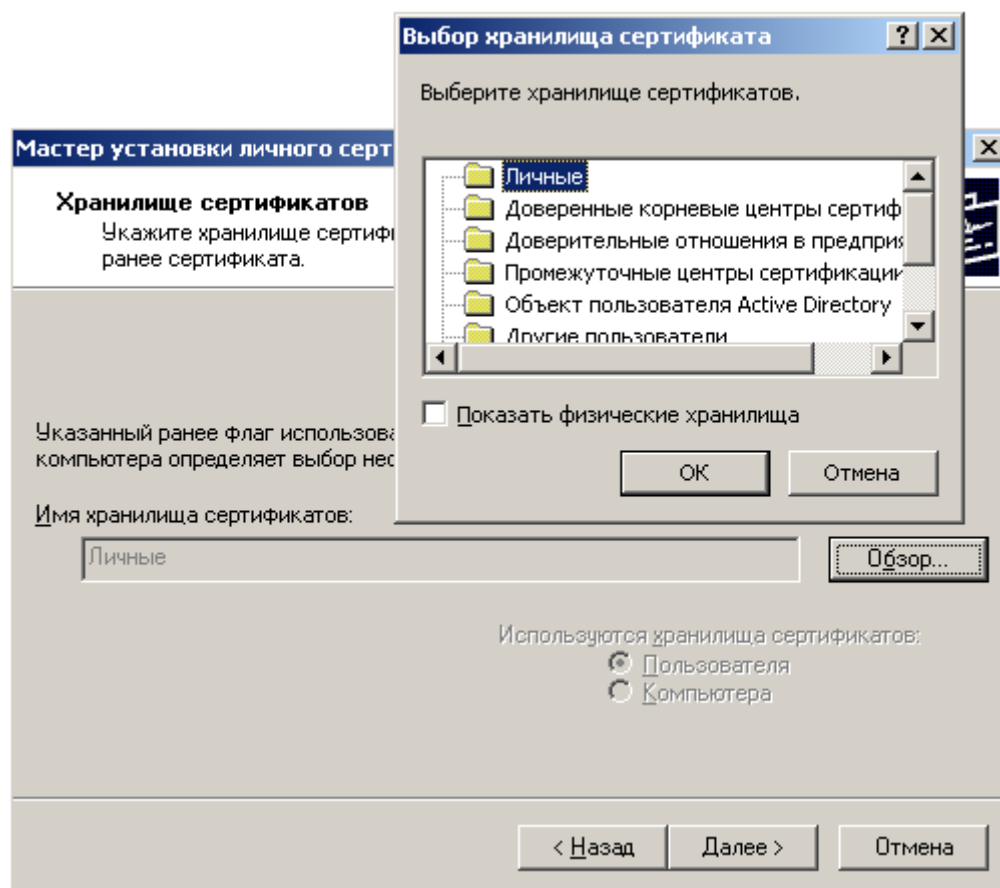 Выбор хранилища сертификата
Выберите хранилище сертификатов.
Личные
Доверенные корневые центры сертиф
Доверительные отношения в предпри
Промежуточные центры сертификации
Объект пользователя Active Directory
Другие пользователи
Показать физические хранилища
ОК
Отмена
Мастер установки личного серт
Хранилище сертификатов
Укажите хранилище сертифи
ранее сертификата.
Указанный ранее флаг использова
компьютера определяет выбор нес
Имя хранилища сертификатов:
Личные
Обзор...
Используются хранилища сертификатов:
Пользователя
Компьютера
< Назад
Далее >
Отмена